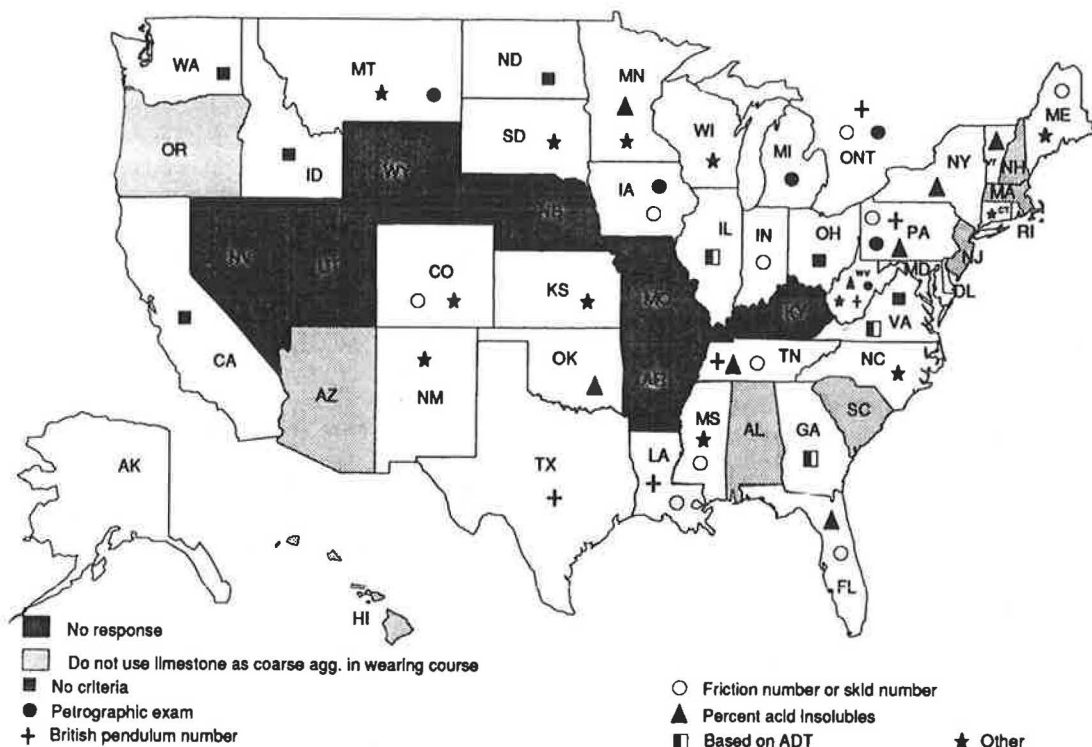 WA
MT
ND
MN
OR
ID
SD
WI
MI
ONT
ME
VT
NH
NY
MA
CT
RI
WY
NB
IA
IL
IN
OH
PA
NJ
MD
DL
WV
VA
NV
UT
CO
KS
MO
KY
CA
AZ
NM
OK
AR
TN
NC
SC
MS
AL
GA
LA
TX
FL
AK
HI
No response
Do not use limestone as coarse agg. in wearing course
No criteria
Petrographic exam
British pendulum number
Friction number or skid number
Percent acid insolubles
Based on ADT
Other